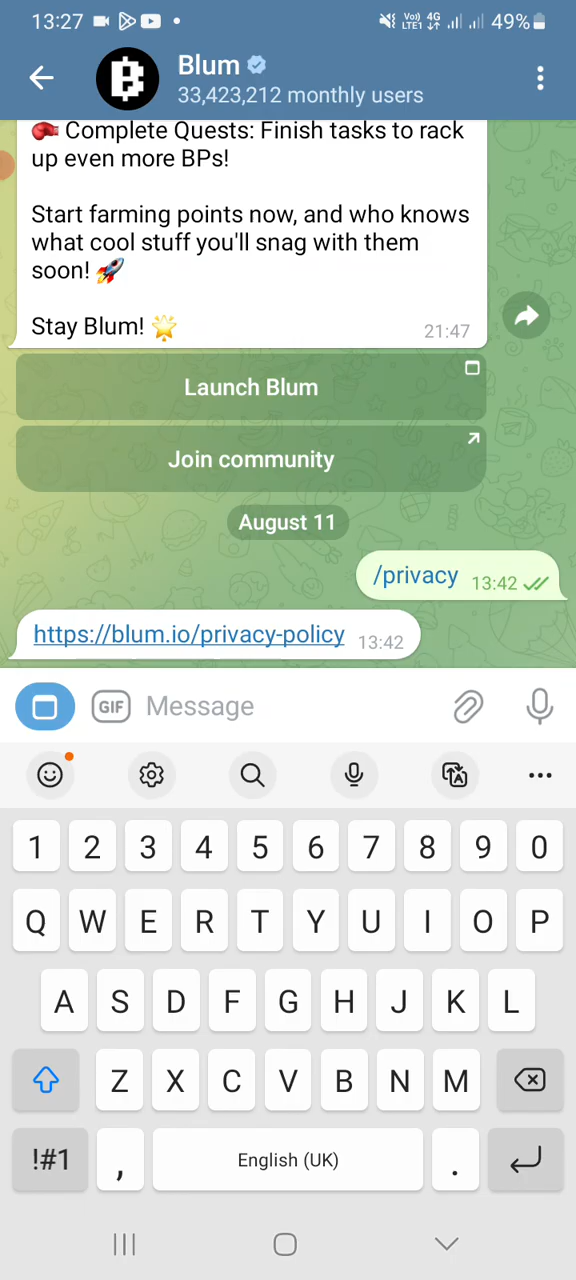 13:27 Vo)) LTE1 4G 49%
Blum
33,423,212 monthly users
🥊 Complete Quests: Finish tasks to rack
up even more BPs!
Start farming points now, and who knows
what cool stuff you'll snag with them
soon! 🚀
Stay Blum! 🌟 21:47
Launch Blum
Join community
August 11
/privacy 13:42
https://blum.io/privacy-policy 13:42
GIF Message
1 2 3 4 5 6 7 8 9 0
Q W E R T Y U I O P
A S D F G H J K L
Z X C V B N M
!#1 , English (UK) .